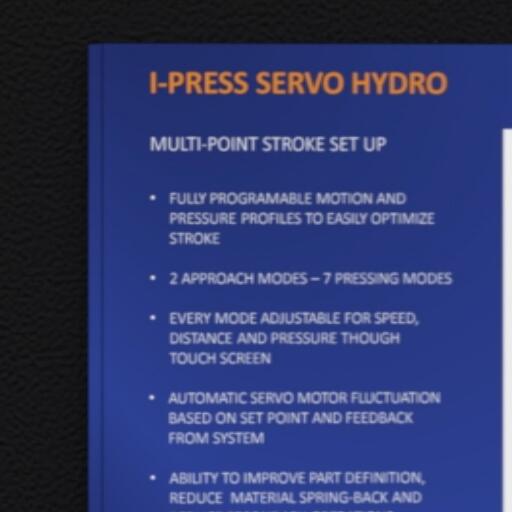 I-PRESS SERVO HYDRO
MULTI-POINT STROKE SET UP
• FULLY PROGRAMABLE MOTION AND
PRESSURE PROFILES TO EASILY OPTIMIZE
STROKE
• 2 APPROACH MODES – 7 PRESSING MODES
• EVERY MODE ADJUSTABLE FOR SPEED,
DISTANCE AND PRESSURE THOUGH
TOUCH SCREEN
• AUTOMATIC SERVO MOTOR FLUCTUATION
BASED ON SET POINT AND FEEDBACK
FROM SYSTEM
• ABILITY TO IMPROVE PART DEFINITION,
REDUCE MATERIAL SPRING-BACK AND